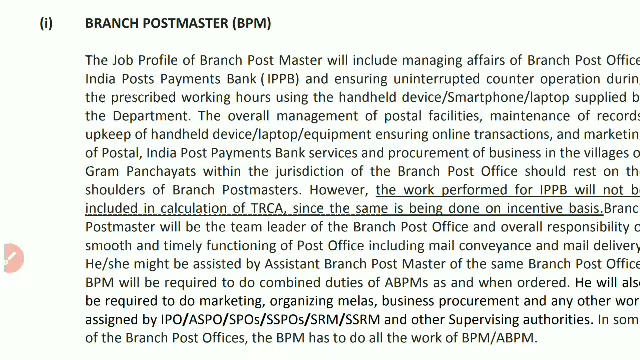 (i) BRANCH POSTMASTER (BPM)
The Job Profile of Branch Post Master will include managing affairs of Branch Post Office
India Posts Payments Bank (IPPB) and ensuring uninterrupted counter operation durin
the prescribed working hours using the handheld device/Smartphone/laptop supplied b
the Department. The overall management of postal facilities, maintenance of records
upkeep of handheld device/laptop/equipment ensuring online transactions, and marketin
of Postal, India Post Payments Bank services and procurement of business in the villages o
Gram Panchayats within the jurisdiction of the Branch Post Office should rest on th
shoulders of Branch Postmasters. However, the work performed for IPPB will not b
included in calculation of TRCA, since the same is being done on incentive basis.Branc
Postmaster will be the team leader of the Branch Post Office and overall responsibility o
smooth and timely functioning of Post Office including mail conveyance and mail delivery
He/she might be assisted by Assistant Branch Post Master of the same Branch Post Office
BPM will be required to do combined duties of ABPMs as and when ordered. He will als
be required to do marketing, organizing melas, business procurement and any other wor
assigned by IPO/ASPO/SPOs/SSPOs/SRM/SSRM and other Supervising authorities. In som
of the Branch Post Offices, the BPM has to do all the work of BPM/ABPM.